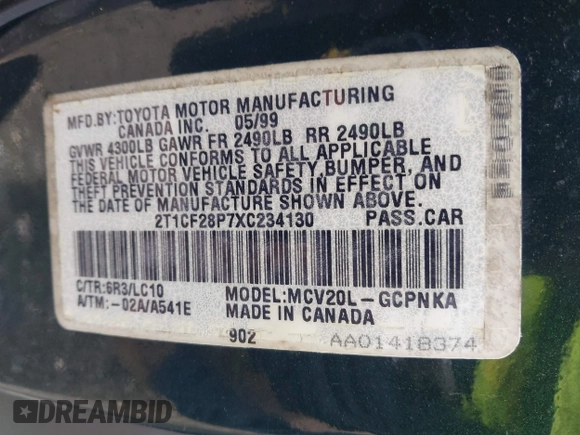 MFD.BY:TOYOTA MOTOR MANUFACTURING
CANADA INC. 05/99
GVWR 4300LB GAWR FR 2490LB RR 2490LB
THIS VEHICLE CONFORMS TO ALL APPLICABLE
FEDERAL MOTOR VEHICLE SAFETY,BUMPER, AND
THEFT PREVENTION STANDARDS IN EFFECT ON
THE DATE OF MANUFACTURE SHOWN ABOVE.
2T1CF28P7XC234130 PASS.CAR
C/TR:6R3/LC10 MODEL:MCV20L-GCPNKA
A/TM:-02A/A541E MADE IN CANADA
902 AA01418374
DREAMBID